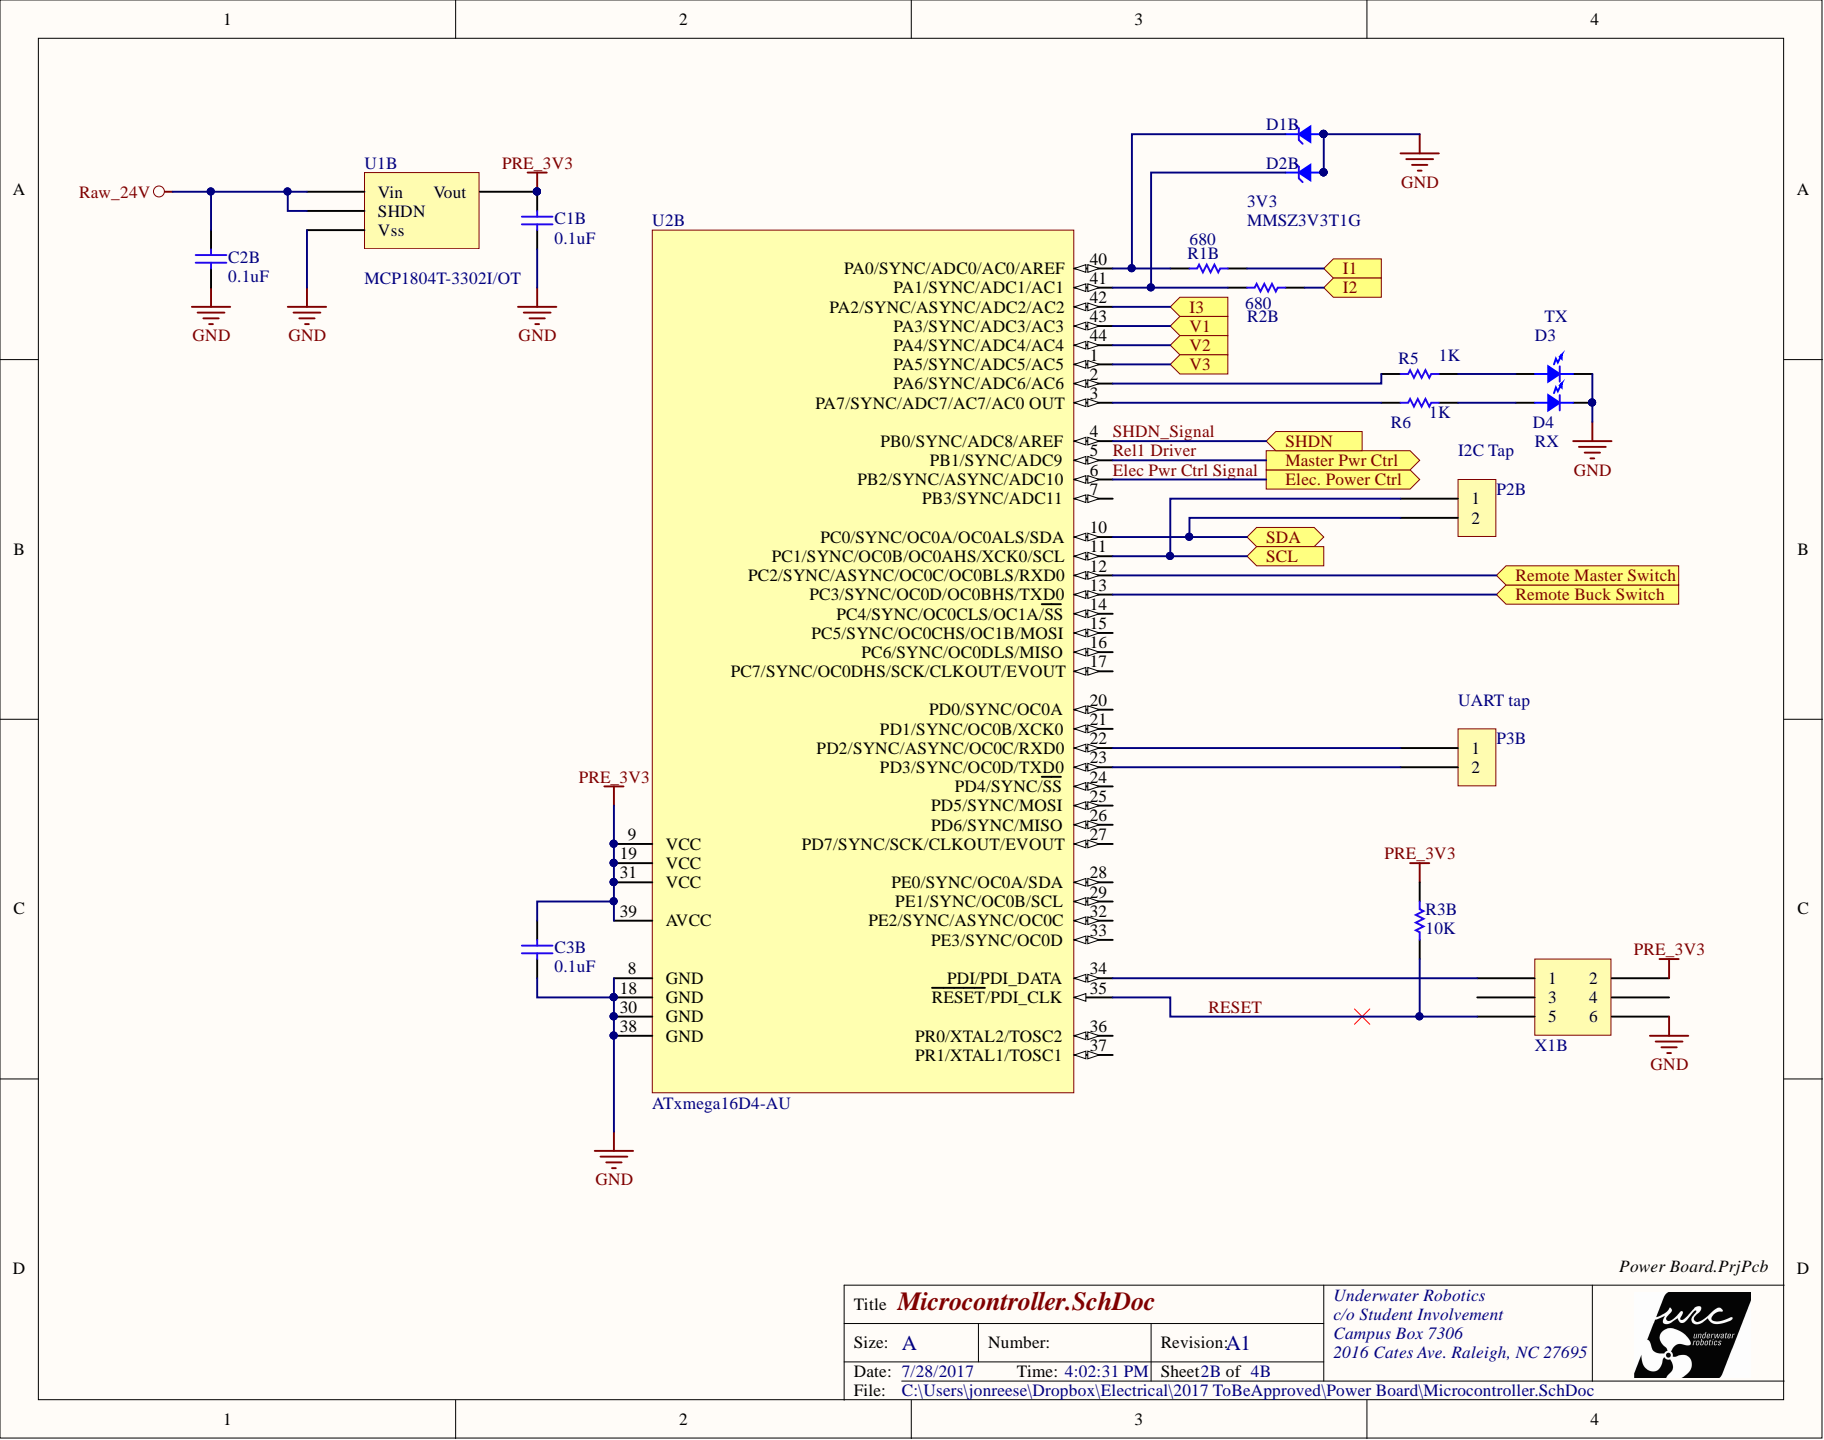 1 2 3 4
A
B
C
D
A
B
C
D
1 2 3 4
Raw_24V
C2B
0.1uF
GND
GND
U1B
Vin Vout
SHDN
Vss
MCP1804T-3302I/OT
PRE_3V3
C1B
0.1uF
GND
U2B
PA0/SYNC/ADC0/AC0/AREF 40
PA1/SYNC/ADC1/AC1 41
PA2/SYNC/ASYNC/ADC2/AC2 42
PA3/SYNC/ADC3/AC3 43
PA4/SYNC/ADC4/AC4 44
PA5/SYNC/ADC5/AC5 1
PA6/SYNC/ADC6/AC6 2
PA7/SYNC/ADC7/AC7/AC0 OUT 3
PB0/SYNC/ADC8/AREF 4
PB1/SYNC/ADC9 5
PB2/SYNC/ASYNC/ADC10 6
PB3/SYNC/ADC11 7
PC0/SYNC/OC0A/OC0ALS/SDA 10
PC1/SYNC/OC0B/OC0AHS/XCK0/SCL 11
PC2/SYNC/ASYNC/OC0C/OC0BLS/RXD0 12
PC3/SYNC/OC0D/OC0BHS/TXD0 13
PC4/SYNC/OC0CLS/OC1A/SS 14
PC5/SYNC/OC0CHS/OC1B/MOSI 15
PC6/SYNC/OC0DLS/MISO 16
PC7/SYNC/OC0DHS/SCK/CLKOUT/EVOUT 17
PD0/SYNC/OC0A 20
PD1/SYNC/OC0B/XCK0 21
PD2/SYNC/ASYNC/OC0C/RXD0 22
PD3/SYNC/OC0D/TXD0 23
PD4/SYNC/SS 24
PD5/SYNC/MOSI 25
PD6/SYNC/MISO 26
PD7/SYNC/SCK/CLKOUT/EVOUT 27
PE0/SYNC/OC0A/SDA 28
PE1/SYNC/OC0B/SCL 29
PE2/SYNC/ASYNC/OC0C 32
PE3/SYNC/OC0D 33
PDI/PDI_DATA 34
RESET/PDI_CLK 35
PR0/XTAL2/TOSC2 36
PR1/XTAL1/TOSC1 37
PRE_3V3
9 VCC
19 VCC
31 VCC
39 AVCC
8 GND
18 GND
30 GND
38 GND
C3B
0.1uF
GND
ATxmega16D4-AU
D1B
D2B
GND
3V3
MMSZ3V3T1G
680
R1B
I1
I2
680
R2B
I3
V1
V2
V3
TX
D3
R5 1K
R6 1K
D4
RX
GND
SHDN_Signal SHDN
Rel1 Driver Master Pwr Ctrl
Elec Pwr Ctrl Signal Elec. Power Ctrl
I2C Tap
P2B
1
2
SDA
SCL
Remote Master Switch
Remote Buck Switch
UART tap
P3B
1
2
PRE_3V3
R3B
10K
RESET
PRE_3V3
1 2
3 4
5 6
X1B
GND
Power Board.PrjPcb
Title Microcontroller.SchDoc
Size: A Number: Revision:A1
Date: 7/28/2017 Time: 4:02:31 PM Sheet2B of 4B
File: C:\Users\jonreese\Dropbox\Electrical\2017 ToBeApproved\Power Board\Microcontroller.SchDoc
Underwater Robotics
c/o Student Involvement
Campus Box 7306
2016 Cates Ave. Raleigh, NC 27695
urc
underwater
robotics